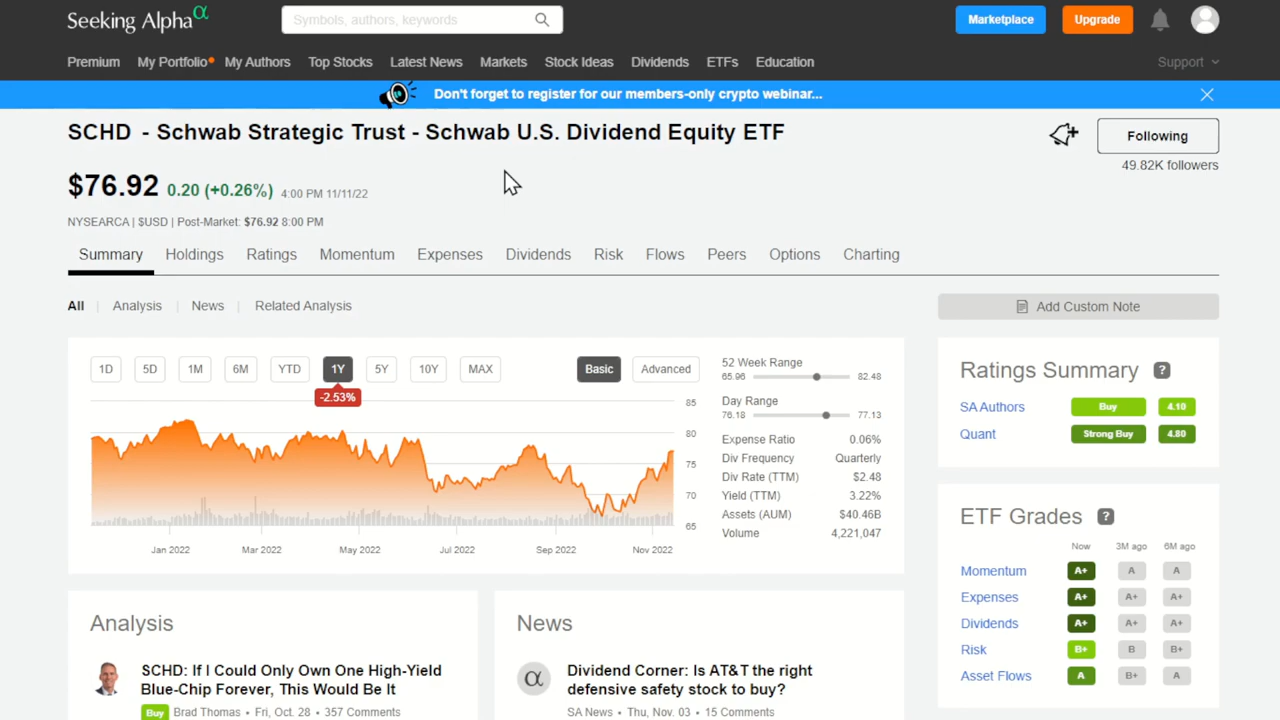 Seeking Alpha α
Symbols, authors, keywords
Marketplace
Upgrade
Premium My Portfolio My Authors Top Stocks Latest News Markets Stock Ideas Dividends ETFs Education Support
Don't forget to register for our members-only crypto webinar...
SCHD - Schwab Strategic Trust - Schwab U.S. Dividend Equity ETF
Following
49.82K followers
$76.92 0.20 (+0.26%) 4:00 PM 11/11/22
NYSEARCA | $USD | Post-Market: $76.92 8:00 PM
Summary Holdings Ratings Momentum Expenses Dividends Risk Flows Peers Options Charting
All | Analysis | News | Related Analysis
Add Custom Note
1D 5D 1M 6M YTD 1Y 5Y 10Y MAX Basic Advanced
-2.53%
85
80
75
70
65
Jan 2022 Mar 2022 May 2022 Jul 2022 Sep 2022 Nov 2022
52 Week Range
65.96 82.48
Day Range
76.18 77.13
Expense Ratio 0.06%
Div Frequency Quarterly
Div Rate (TTM) $2.48
Yield (TTM) 3.22%
Assets (AUM) $40.46B
Volume 4,221,047
Ratings Summary ?
SA Authors Buy 4.10
Quant Strong Buy 4.80
ETF Grades ?
Now 3M ago 6M ago
Momentum A+ A A
Expenses A+ A+ A+
Dividends A+ A+ A+
Risk B+ B B+
Asset Flows A B+ A
Analysis
SCHD: If I Could Only Own One High-Yield
Blue-Chip Forever, This Would Be It
Buy Brad Thomas • Fri, Oct. 28 • 357 Comments
News
α
Dividend Corner: Is AT&T the right
defensive safety stock to buy?
SA News • Thu, Nov. 03 • 15 Comments